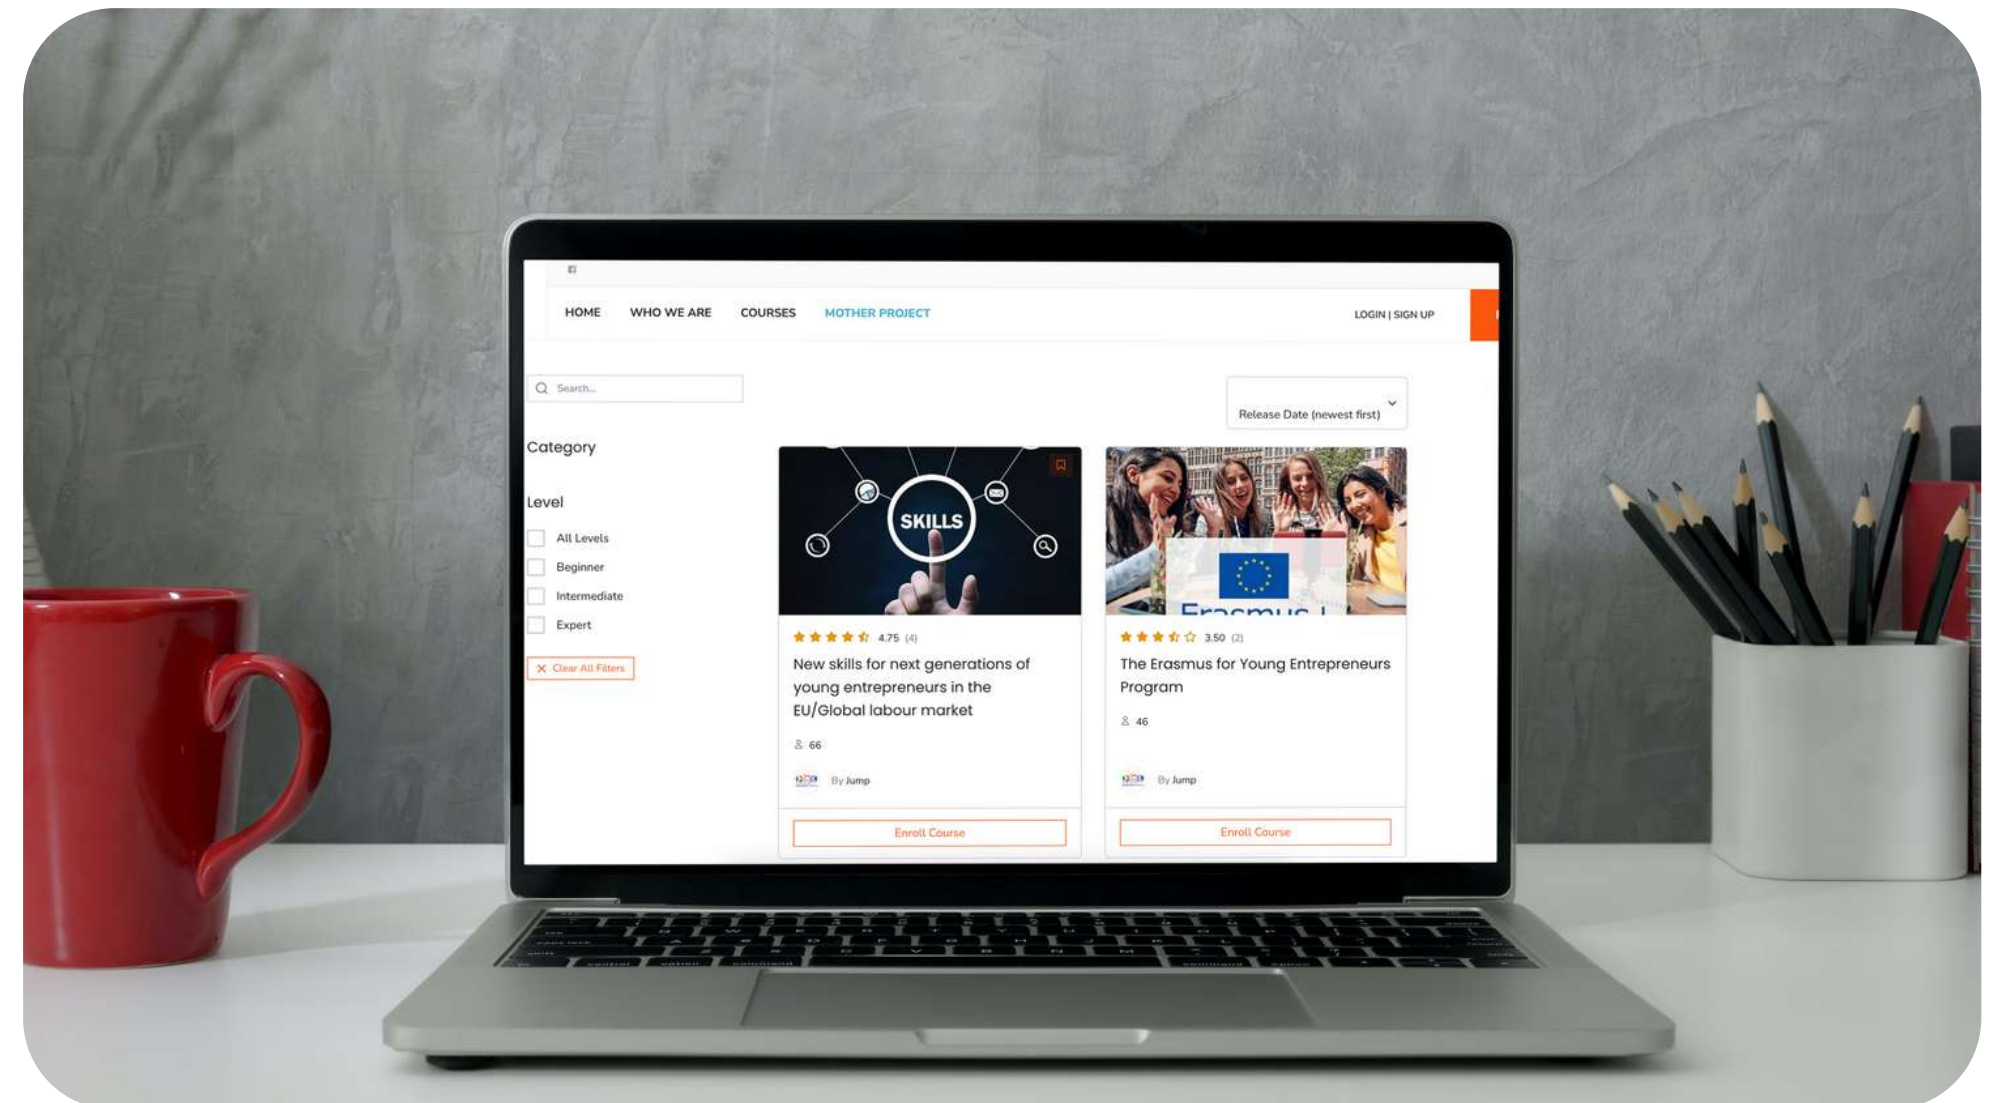 HOME WHO WE ARE COURSES MOTHER PROJECT LOGIN | SIGN UP
Search...
Release Date (newest first)
Category
Level
All Levels
Beginner
Intermediate
Expert
Clear All Filters
SKILLS
4.75 (4)
New skills for next generations of
young entrepreneurs in the
EU/Global labour market
66
By Jump
Enroll Course
3.50 (2)
The Erasmus for Young Entrepreneurs
Program
46
By Jump
Enroll Course